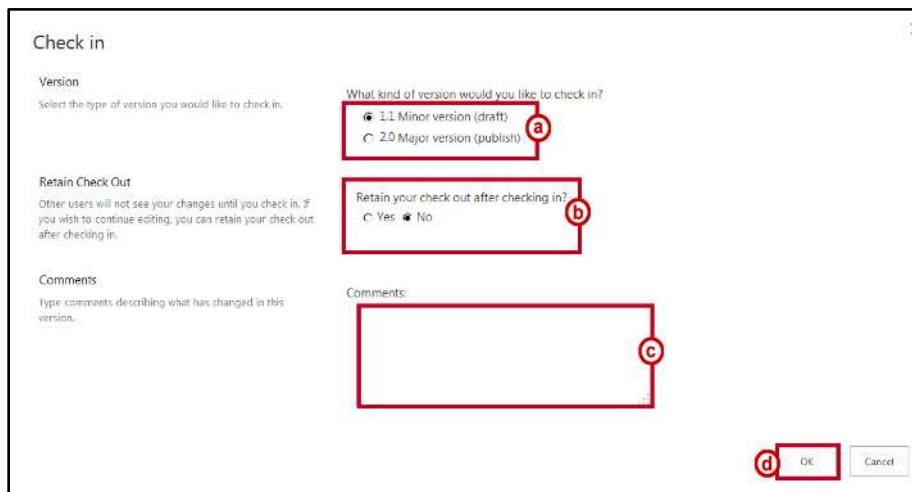 Check in
Version
Select the type of version you would like to check in.
What kind of version would you like to check in?
1.1 Minor version (draft)
2.0 Major version (publish)
a
Retain Check Out
Other users will not see your changes until you check in. If
you wish to continue editing, you can retain your check out
after checking in.
Retain your check out after checking in?
Yes No
b
Comments
Type comments describing what has changed in this
version.
Comments:
c
d
OK Cancel